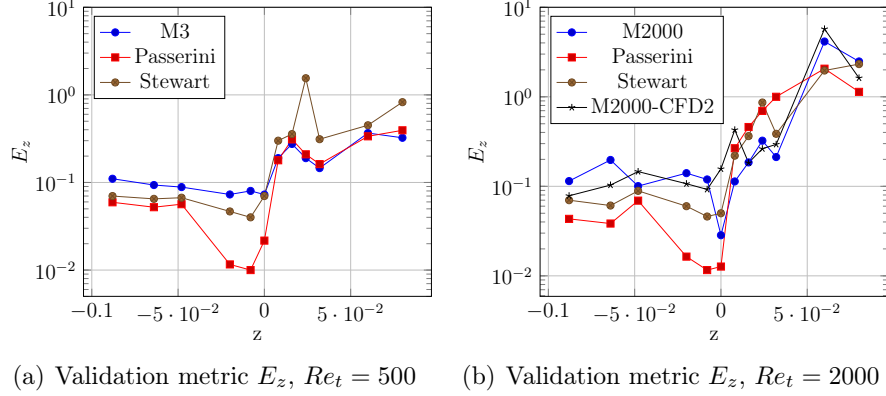 10^1
10^0
10^{-1}
10^{-2}
E_z
M3
Passerini
Stewart
−0.1
−5 · 10^{-2}
0
5 · 10^{-2}
z
(a) Validation metric E_z, Re_t = 500
10^1
10^0
10^{-1}
10^{-2}
E_z
M2000
Passerini
Stewart
M2000-CFD2
−0.1
−5 · 10^{-2}
0
5 · 10^{-2}
z
(b) Validation metric E_z, Re_t = 2000